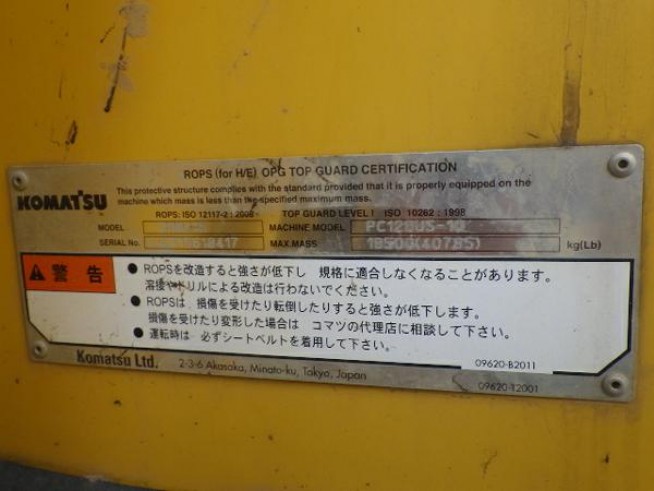 ROPS (for H/E) OPG TOP GUARD CERTIFICATION
KOMATSU
This protective structure complies with the standard provided that it is properly equipped on the
machine which mass is less than the specified maximum mass.
ROPS: ISO 12117-2 : 2008 TOP GUARD LEVEL I ISO 10262 : 1998
MODEL MACHINE MODEL PC128US-10
SERIAL No. MAX.MASS 18500(40785) kg(Lb)
警告
● ROPSを改造すると強さが低下し 規格に適合しなくなることがあります。
溶接やドリルによる改造は行わないでください。
● ROPSは 損傷を受けたり転倒したりすると強さが低下します。
損傷を受けたり変形した場合は コマツの代理店に相談して下さい。
● 運転時は 必ずシートベルトを着用して下さい。
09620-B2011
Komatsu Ltd. 2-3-6 Akasaka, Minato-ku, Tokyo, Japan
09620-T2001